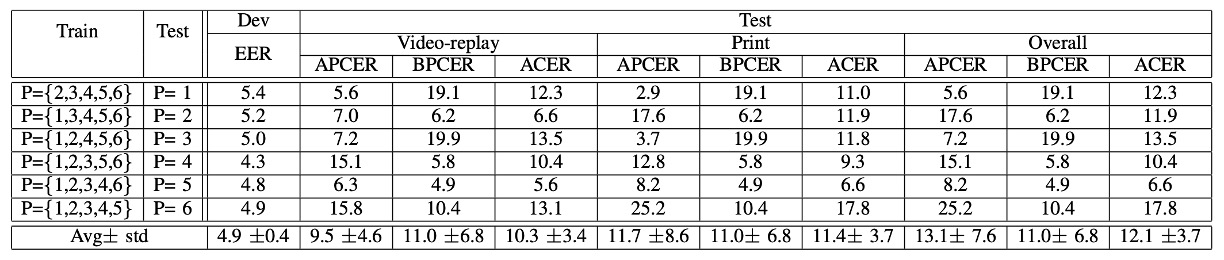 Train Test Dev Test
EER Video-replay Print Overall
APCER BPCER ACER APCER BPCER ACER APCER BPCER ACER
P={2,3,4,5,6} P= 1 5.4 5.6 19.1 12.3 2.9 19.1 11.0 5.6 19.1 12.3
P={1,3,4,5,6} P= 2 5.2 7.0 6.2 6.6 17.6 6.2 11.9 17.6 6.2 11.9
P={1,2,4,5,6} P= 3 5.0 7.2 19.9 13.5 3.7 19.9 11.8 7.2 19.9 13.5
P={1,2,3,5,6} P= 4 4.3 15.1 5.8 10.4 12.8 5.8 9.3 15.1 5.8 10.4
P={1,2,3,4,6} P= 5 4.8 6.3 4.9 5.6 8.2 4.9 6.6 8.2 4.9 6.6
P={1,2,3,4,5} P= 6 4.9 15.8 10.4 13.1 25.2 10.4 17.8 25.2 10.4 17.8
Avg± std 4.9 ±0.4 9.5 ±4.6 11.0 ±6.8 10.3 ±3.4 11.7 ±8.6 11.0± 6.8 11.4± 3.7 13.1± 7.6 11.0± 6.8 12.1 ±3.7